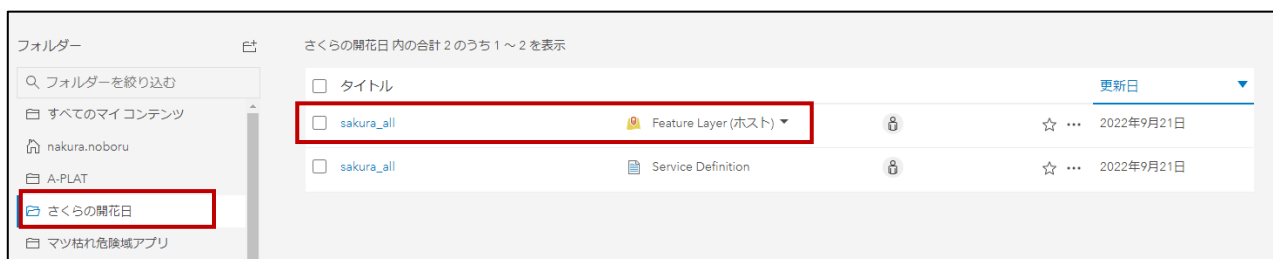 フォルダー
フォルダーを絞り込む
すべてのマイ コンテンツ
nakura.noboru
A-PLAT
さくらの開花日
マツ枯れ危険域アプリ
さくらの開花日 内の合計 2 のうち 1 ～ 2 を表示
タイトル 更新日
sakura_all Feature Layer (ホスト) 2022年9月21日
sakura_all Service Definition 2022年9月21日